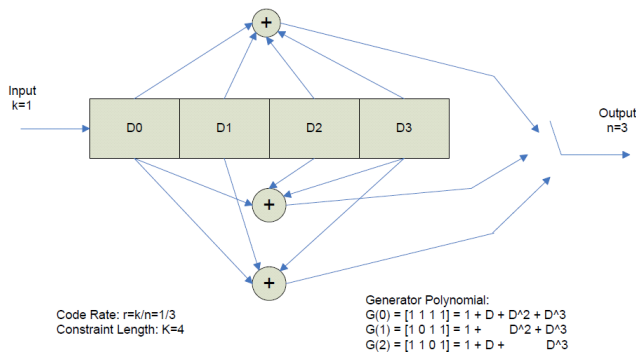 +
Input
k=1
D0 D1 D2 D3
Output
n=3
+
+
Code Rate: r=k/n=1/3
Constraint Length: K=4
Generator Polynomial:
G(0) = [1 1 1 1] = 1 + D + D^2 + D^3
G(1) = [1 0 1 1] = 1 + D^2 + D^3
G(2) = [1 1 0 1] = 1 + D + D^3